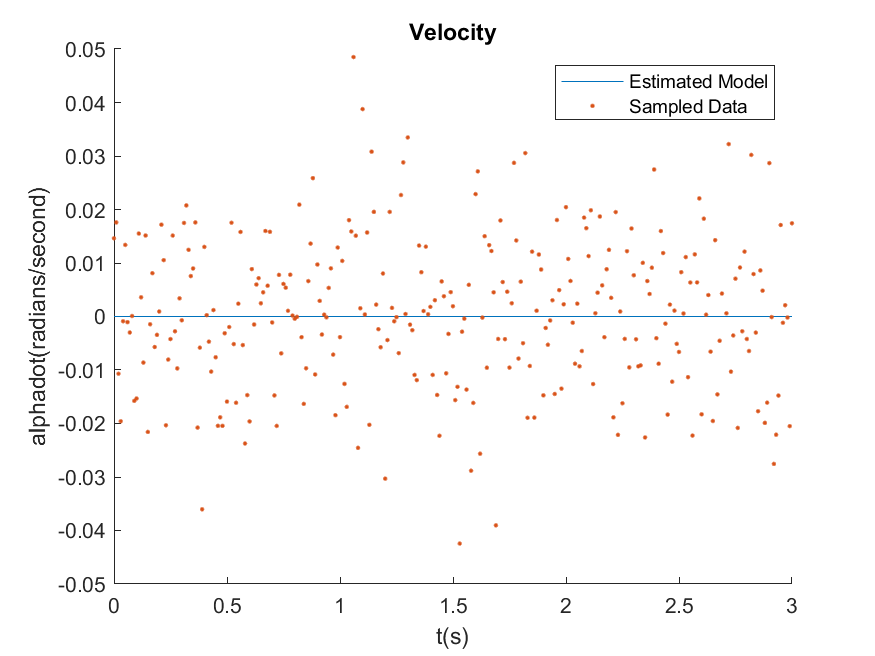 Velocity
0.05
0.04
0.03
0.02
0.01
0
-0.01
-0.02
-0.03
-0.04
-0.05
alphadot(radians/second)
Estimated Model
Sampled Data
0 0.5 1 1.5 2 2.5 3
t(s)